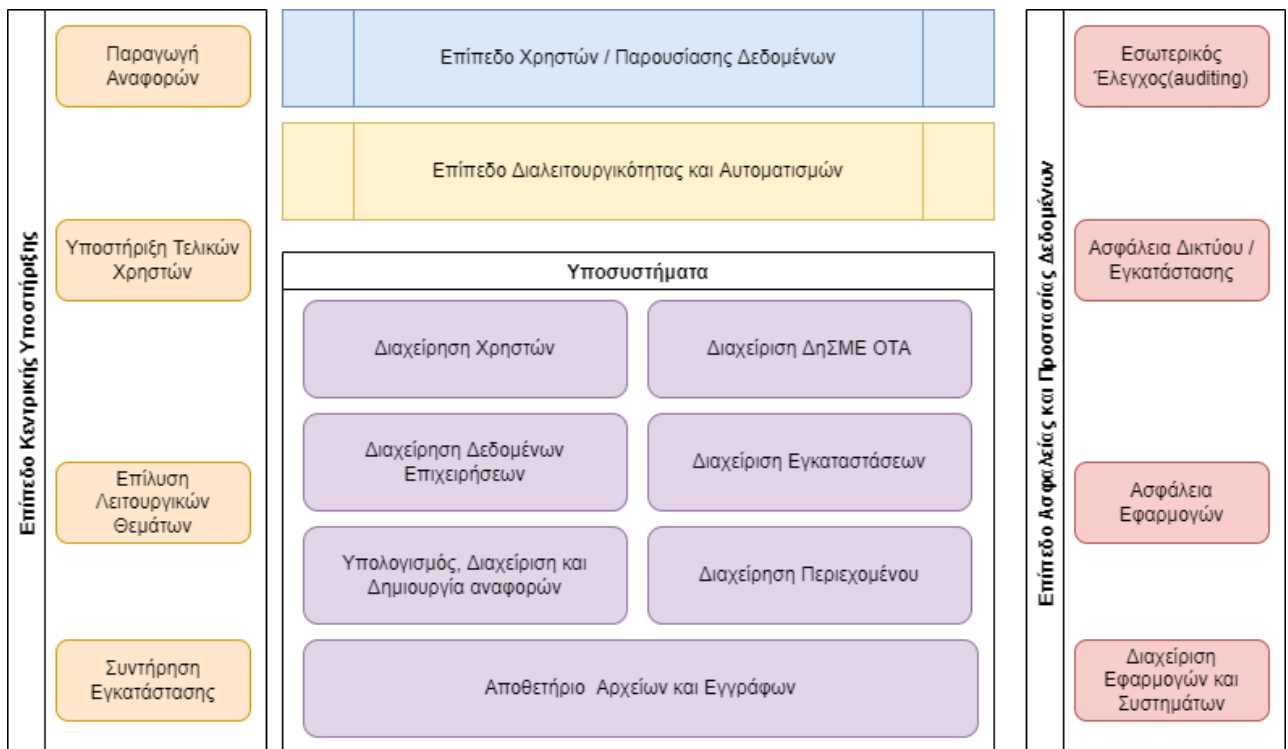 Επίπεδο Κεντρικής Υποστήριξης
Παραγωγή
Αναφορών
Υποστήριξη Τελικών
Χρηστών
Επίλυση
Λειτουργικών
Θεμάτων
Συντήρηση
Εγκατάστασης
Επίπεδο Χρηστών / Παρουσίασης Δεδομένων
Επίπεδο Διαλειτουργικότητας και Αυτοματισμών
Υποσυστήματα
Διαχείρηση Χρηστών
Διαχείριση ΔηΣΜΕ ΟΤΑ
Διαχείρηση Δεδομένων
Επιχειρήσεων
Διαχείριση Εγκαταστάσεων
Υπολογισμός, Διαχείριση και
Δημιουργία αναφορών
Διαχείρηση Περιεχομένου
Αποθετήριο Αρχείων και Εγγράφων
Επίπεδο Ασφαλείας και Προστασίας Δεδομένων
Εσωτερικός
Έλεγχος(auditing)
Ασφάλεια Δικτύου /
Εγκατάστασης
Ασφάλεια
Εφαρμογών
Διαχείριση
Εφαρμογών και
Συστημάτων